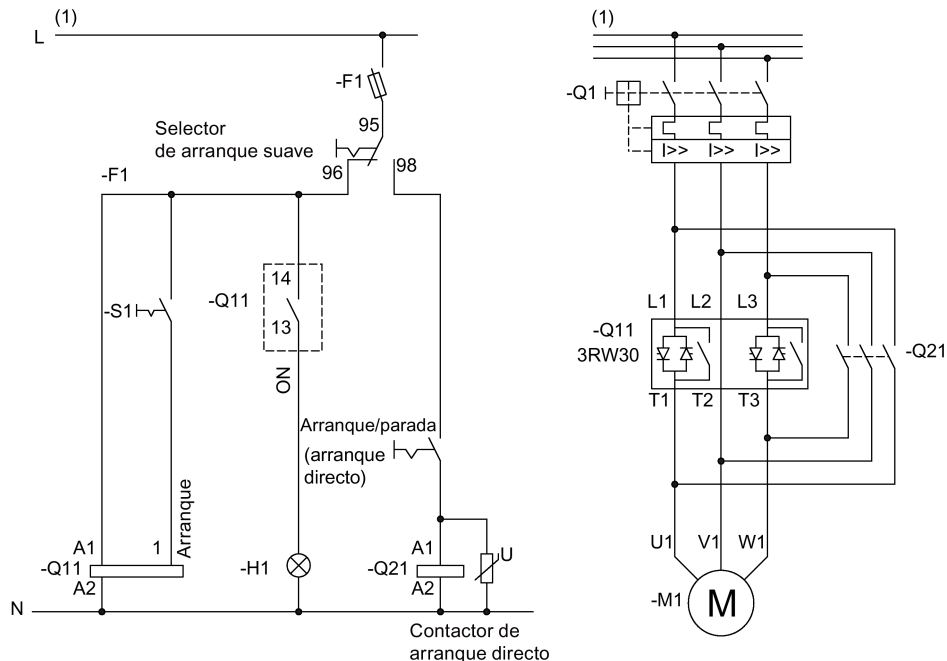 (1)
L
-F1
95
Selector
de arranque suave
96
98
-F1
-S1
-Q11
14
13
ON
Arranque/parada
(arranque
directo)
Arranque
A1
1
-Q11
A2
-H1
-Q21
A1
A2
U
N
Contactor de
arranque directo
(1)
-Q1
I>> I>> I>>
L1 L2 L3
-Q11
3RW30
-Q21
T1 T2 T3
U1 V1 W1
-M1
M